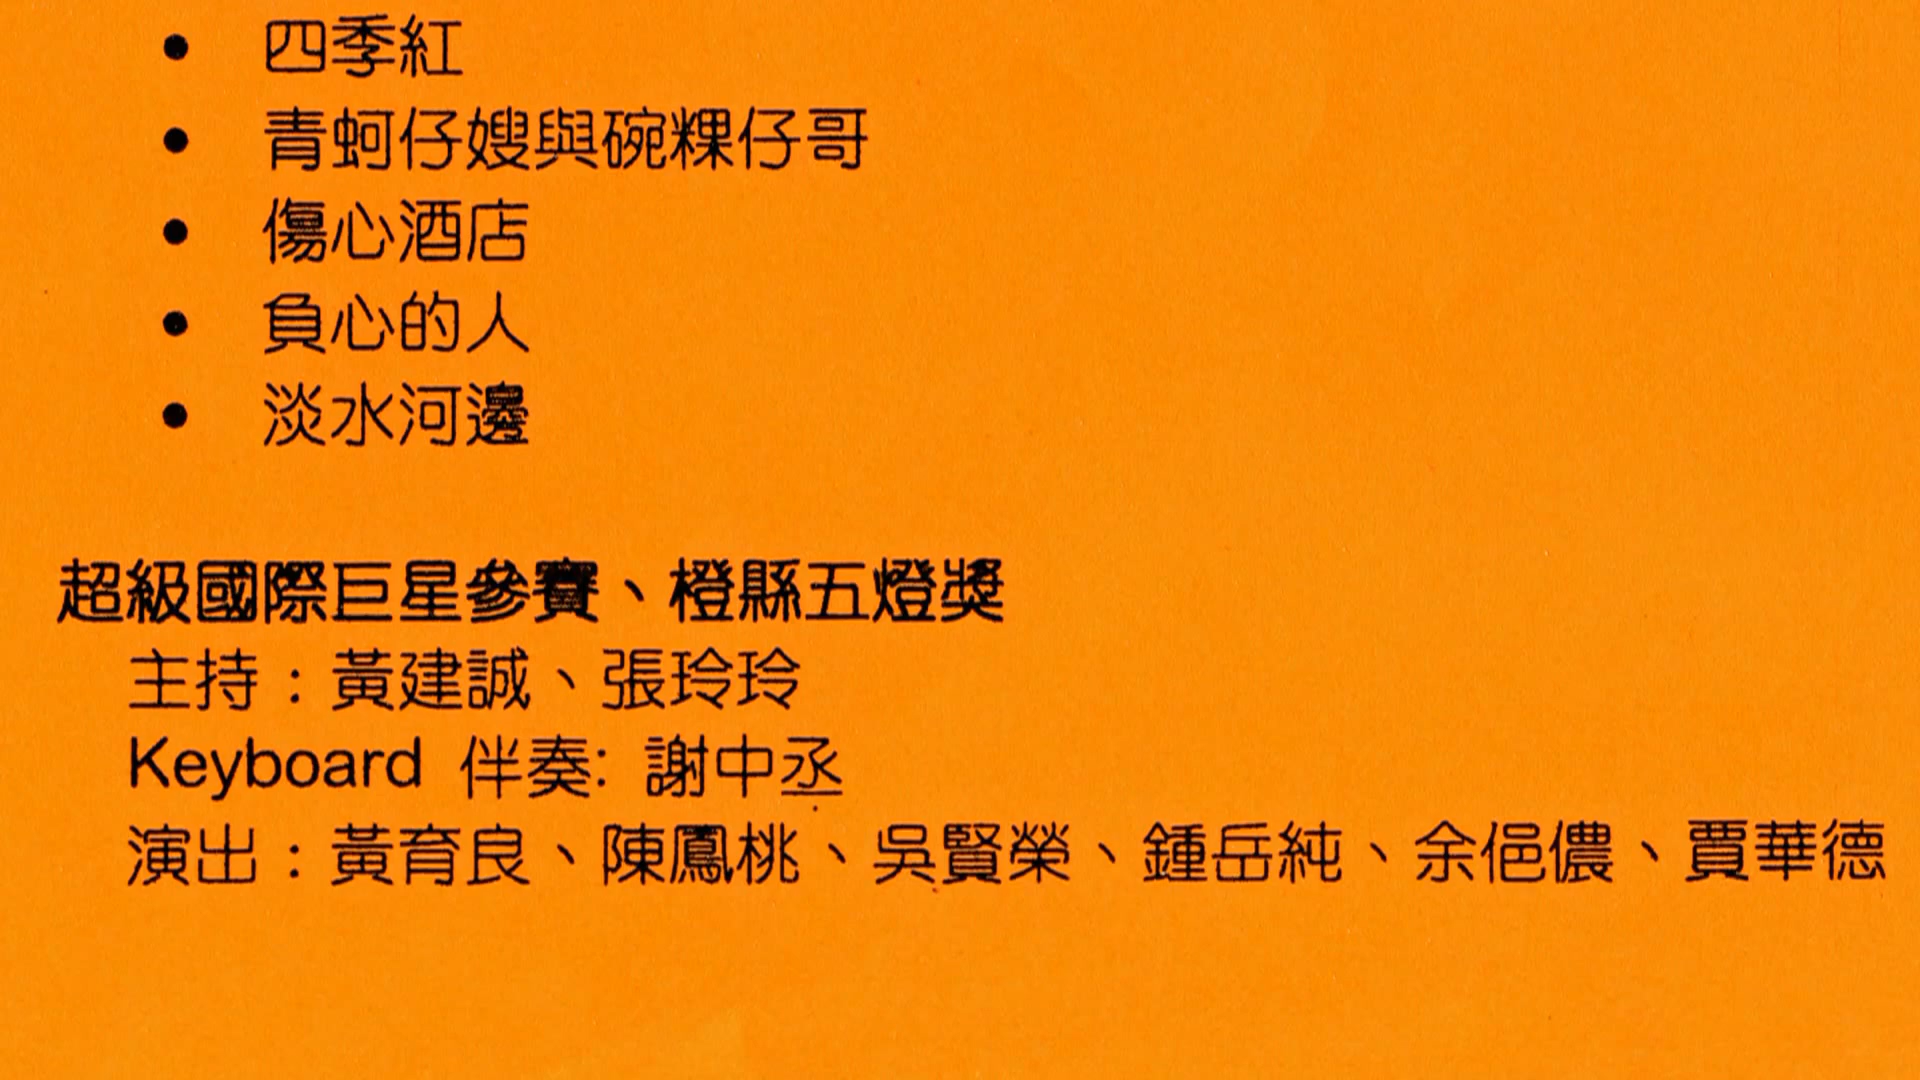 • 四季紅
• 青蚵仔嫂與碗粿仔哥
• 傷心酒店
• 負心的人
• 淡水河邊
超級國際巨星參賽、橙縣五燈獎
主持：黃建誠、張玲玲
Keyboard 伴奏: 謝中丞
演出：黃育良、陳鳳桃、吳賢榮、鍾岳純、余俋儂、賈華德